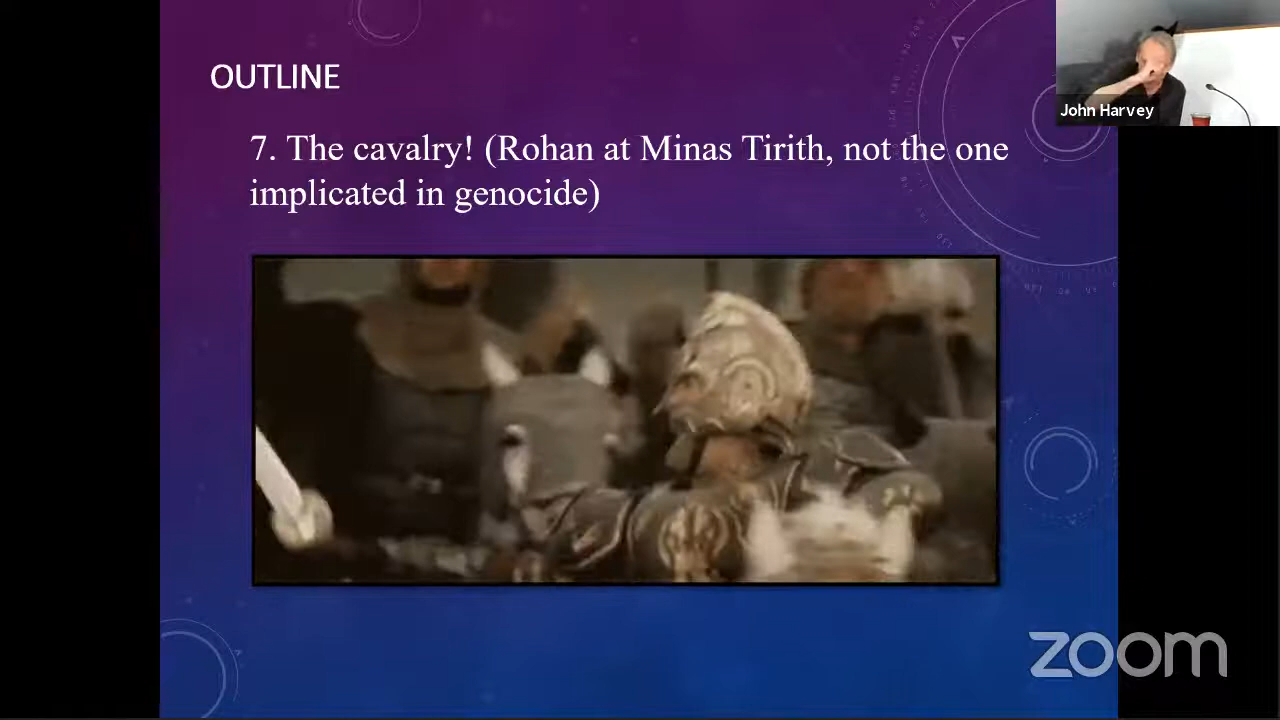 OUTLINE
John Harvey
7. The cavalry! (Rohan at Minas Tirith, not the one
implicated in genocide)
zoom